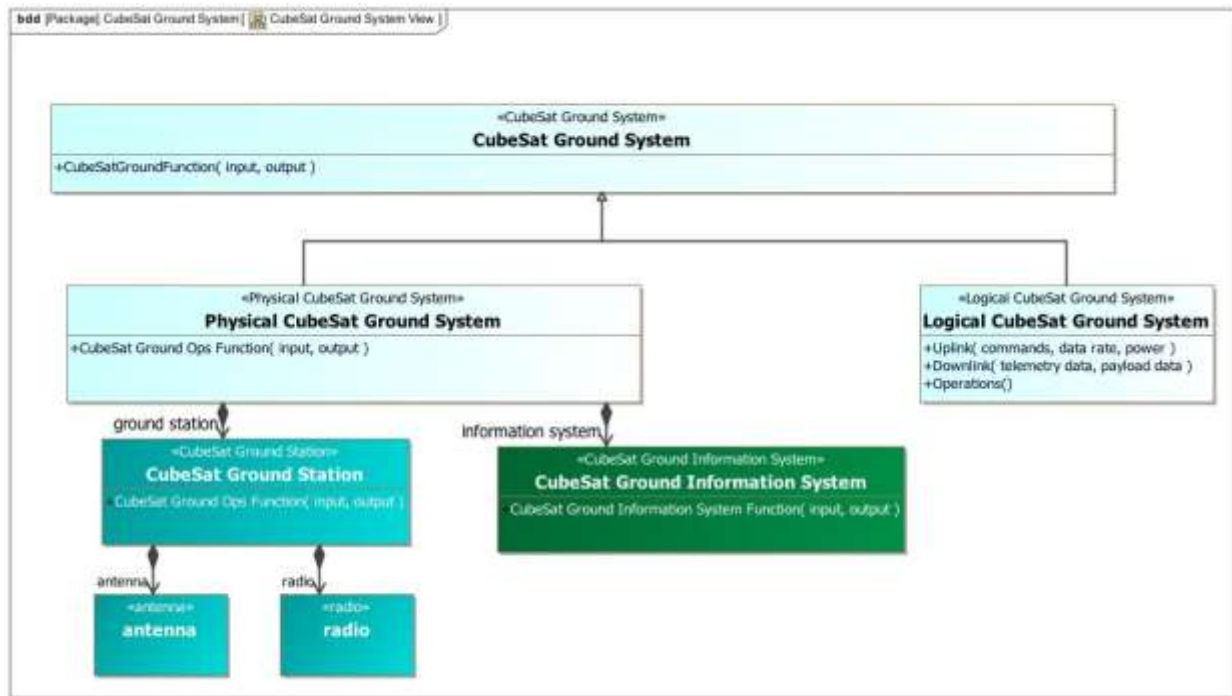 bdd [Package] CubeSat Ground System [ CubeSat Ground System View ]
«CubeSat Ground System»
CubeSat Ground System
+CubeSatGroundFunction( input, output )
«Physical CubeSat Ground System»
Physical CubeSat Ground System
+CubeSat Ground Ops Function( input, output )
«Logical CubeSat Ground System»
Logical CubeSat Ground System
+Uplink( commands, data rate, power )
+Downlink( telemetry data, payload data )
+Operations()
ground station
information system
«CubeSat Ground Station»
CubeSat Ground Station
+CubeSat Ground Ops Function( input, output )
«CubeSat Ground Information System»
CubeSat Ground Information System
+CubeSat Ground Information System Function( input, output )
antenna
radio
«antenna»
antenna
«radio»
radio